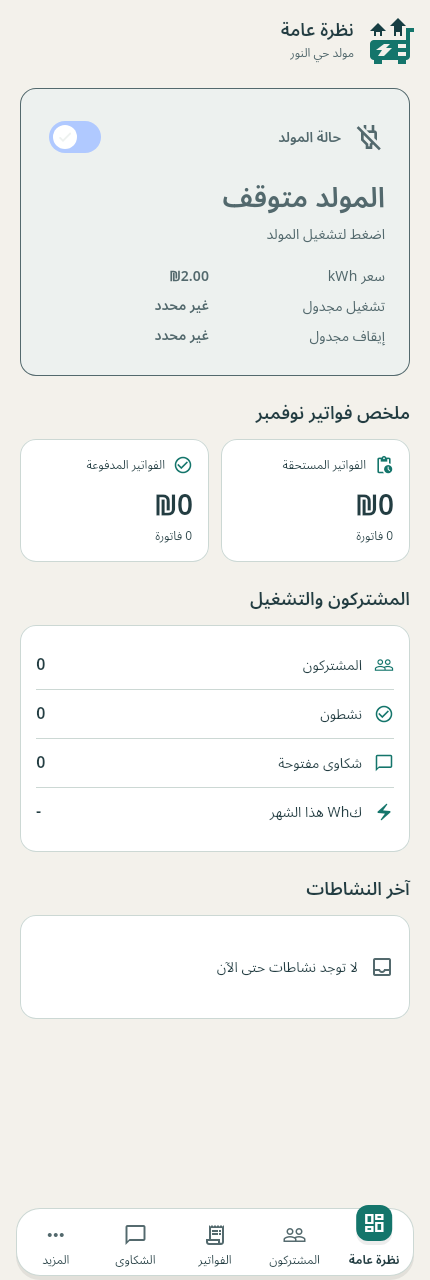 نظرة عامة
مولد حي النور
حالة المولد
المولد متوقف
اضغط لتشغيل المولد
سعر kWh ₪2.00
تشغيل مجدول غير محدد
إيقاف مجدول غير محدد
ملخص فواتير نوفمبر
الفواتير المستحقة
₪0
0 فاتورة
الفواتير المدفوعة
₪0
0 فاتورة
المشتركون والتشغيل
المشتركون 0
نشطون 0
شكاوى مفتوحة 0
كWh هذا الشهر -
آخر النشاطات
لا توجد نشاطات حتى الآن
نظرة عامة
المشتركون
الفواتير
الشكاوى
المزيد